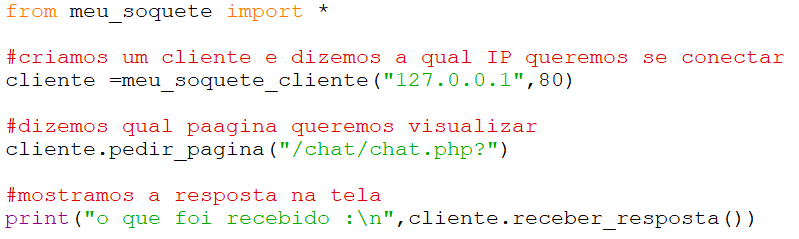 from meu_soquete import *
#criamos um cliente e dizemos a qual IP queremos se conectar
cliente =meu_soquete_cliente("127.0.0.1",80)
#dizemos qual paagina queremos visualizar
cliente.pedir_pagina("/chat/chat.php?")
#mostramos a resposta na tela
print("o que foi recebido :\n",cliente.receber_resposta())